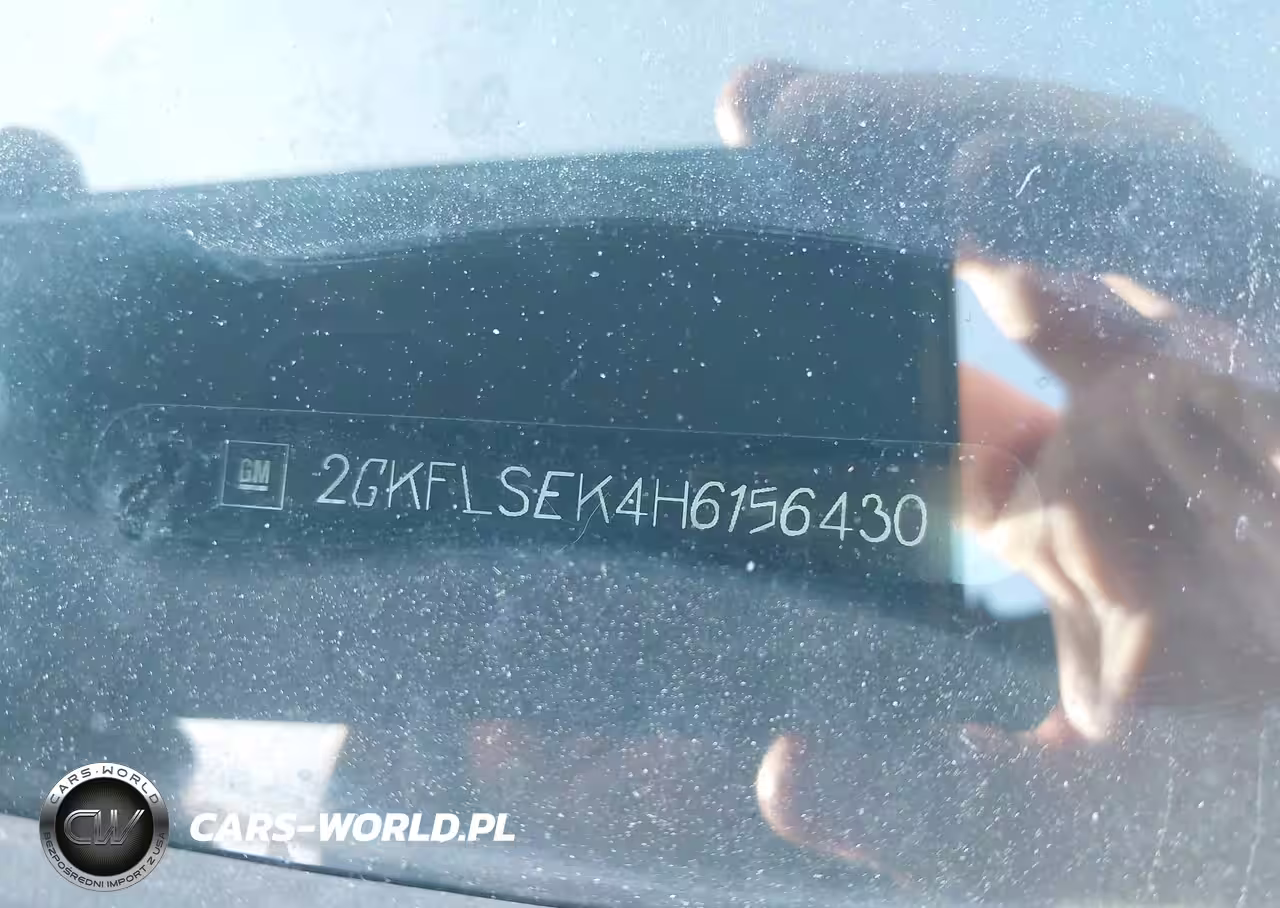 GM 2GKFLSEK4H6156430
CARS-WORLD
CW
BEZPOŚREDNI IMPORT Z USA
CARS-WORLD.PL